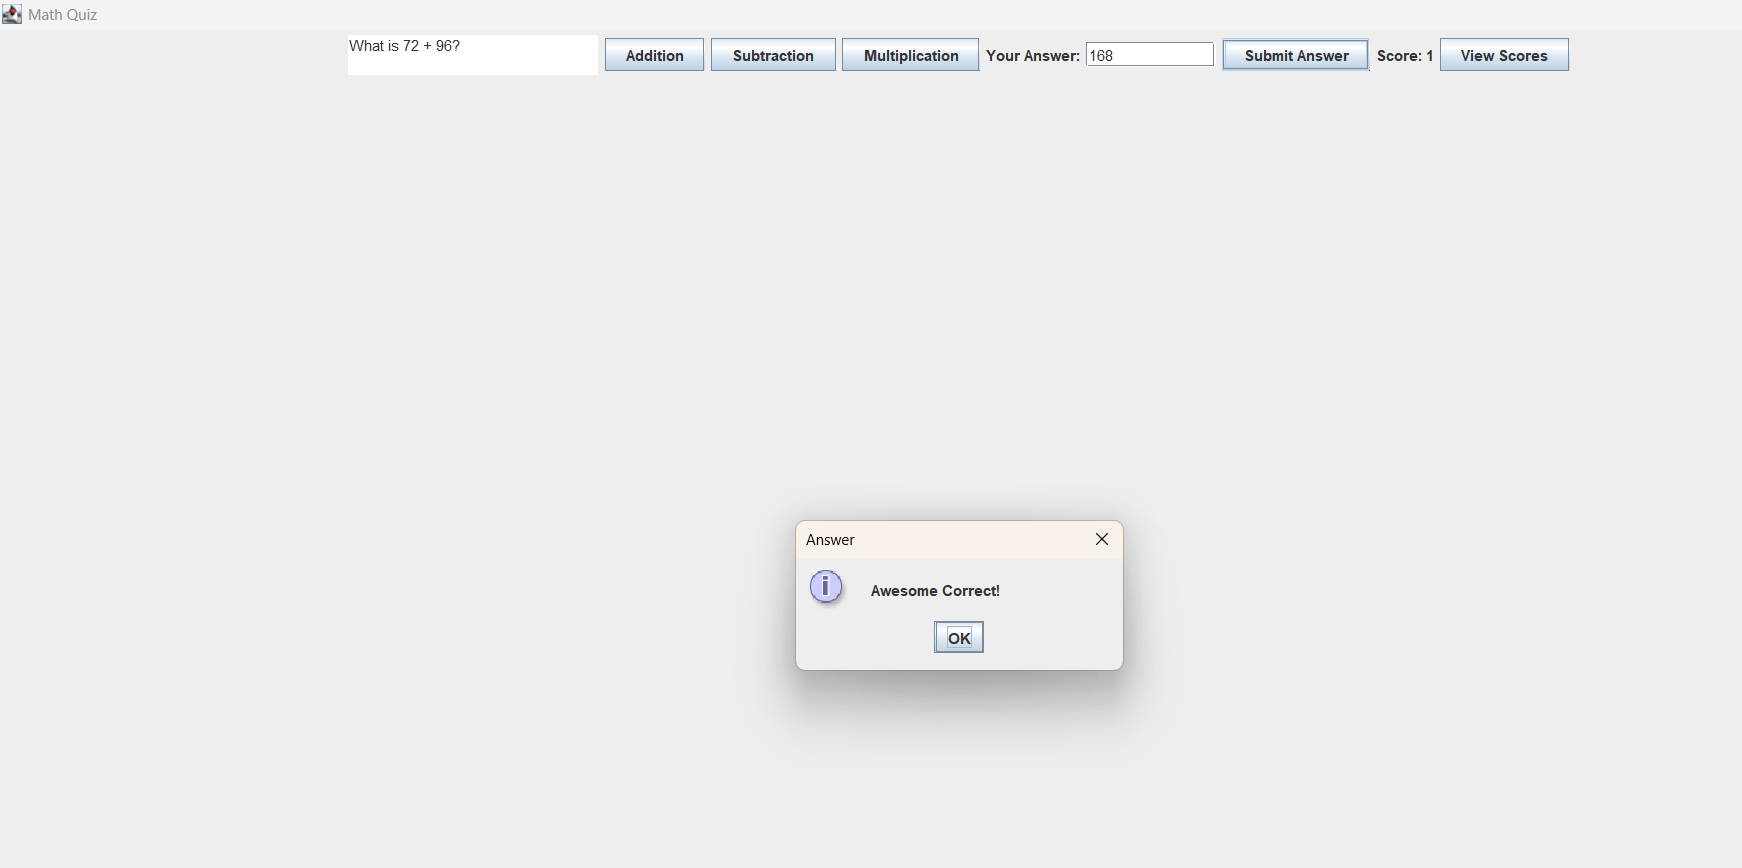 Math Quiz
What is 72 + 96?
Addition
Subtraction
Multiplication
Your Answer:
168
Submit Answer
Score: 1
View Scores
Answer
i
Awesome Correct!
OK